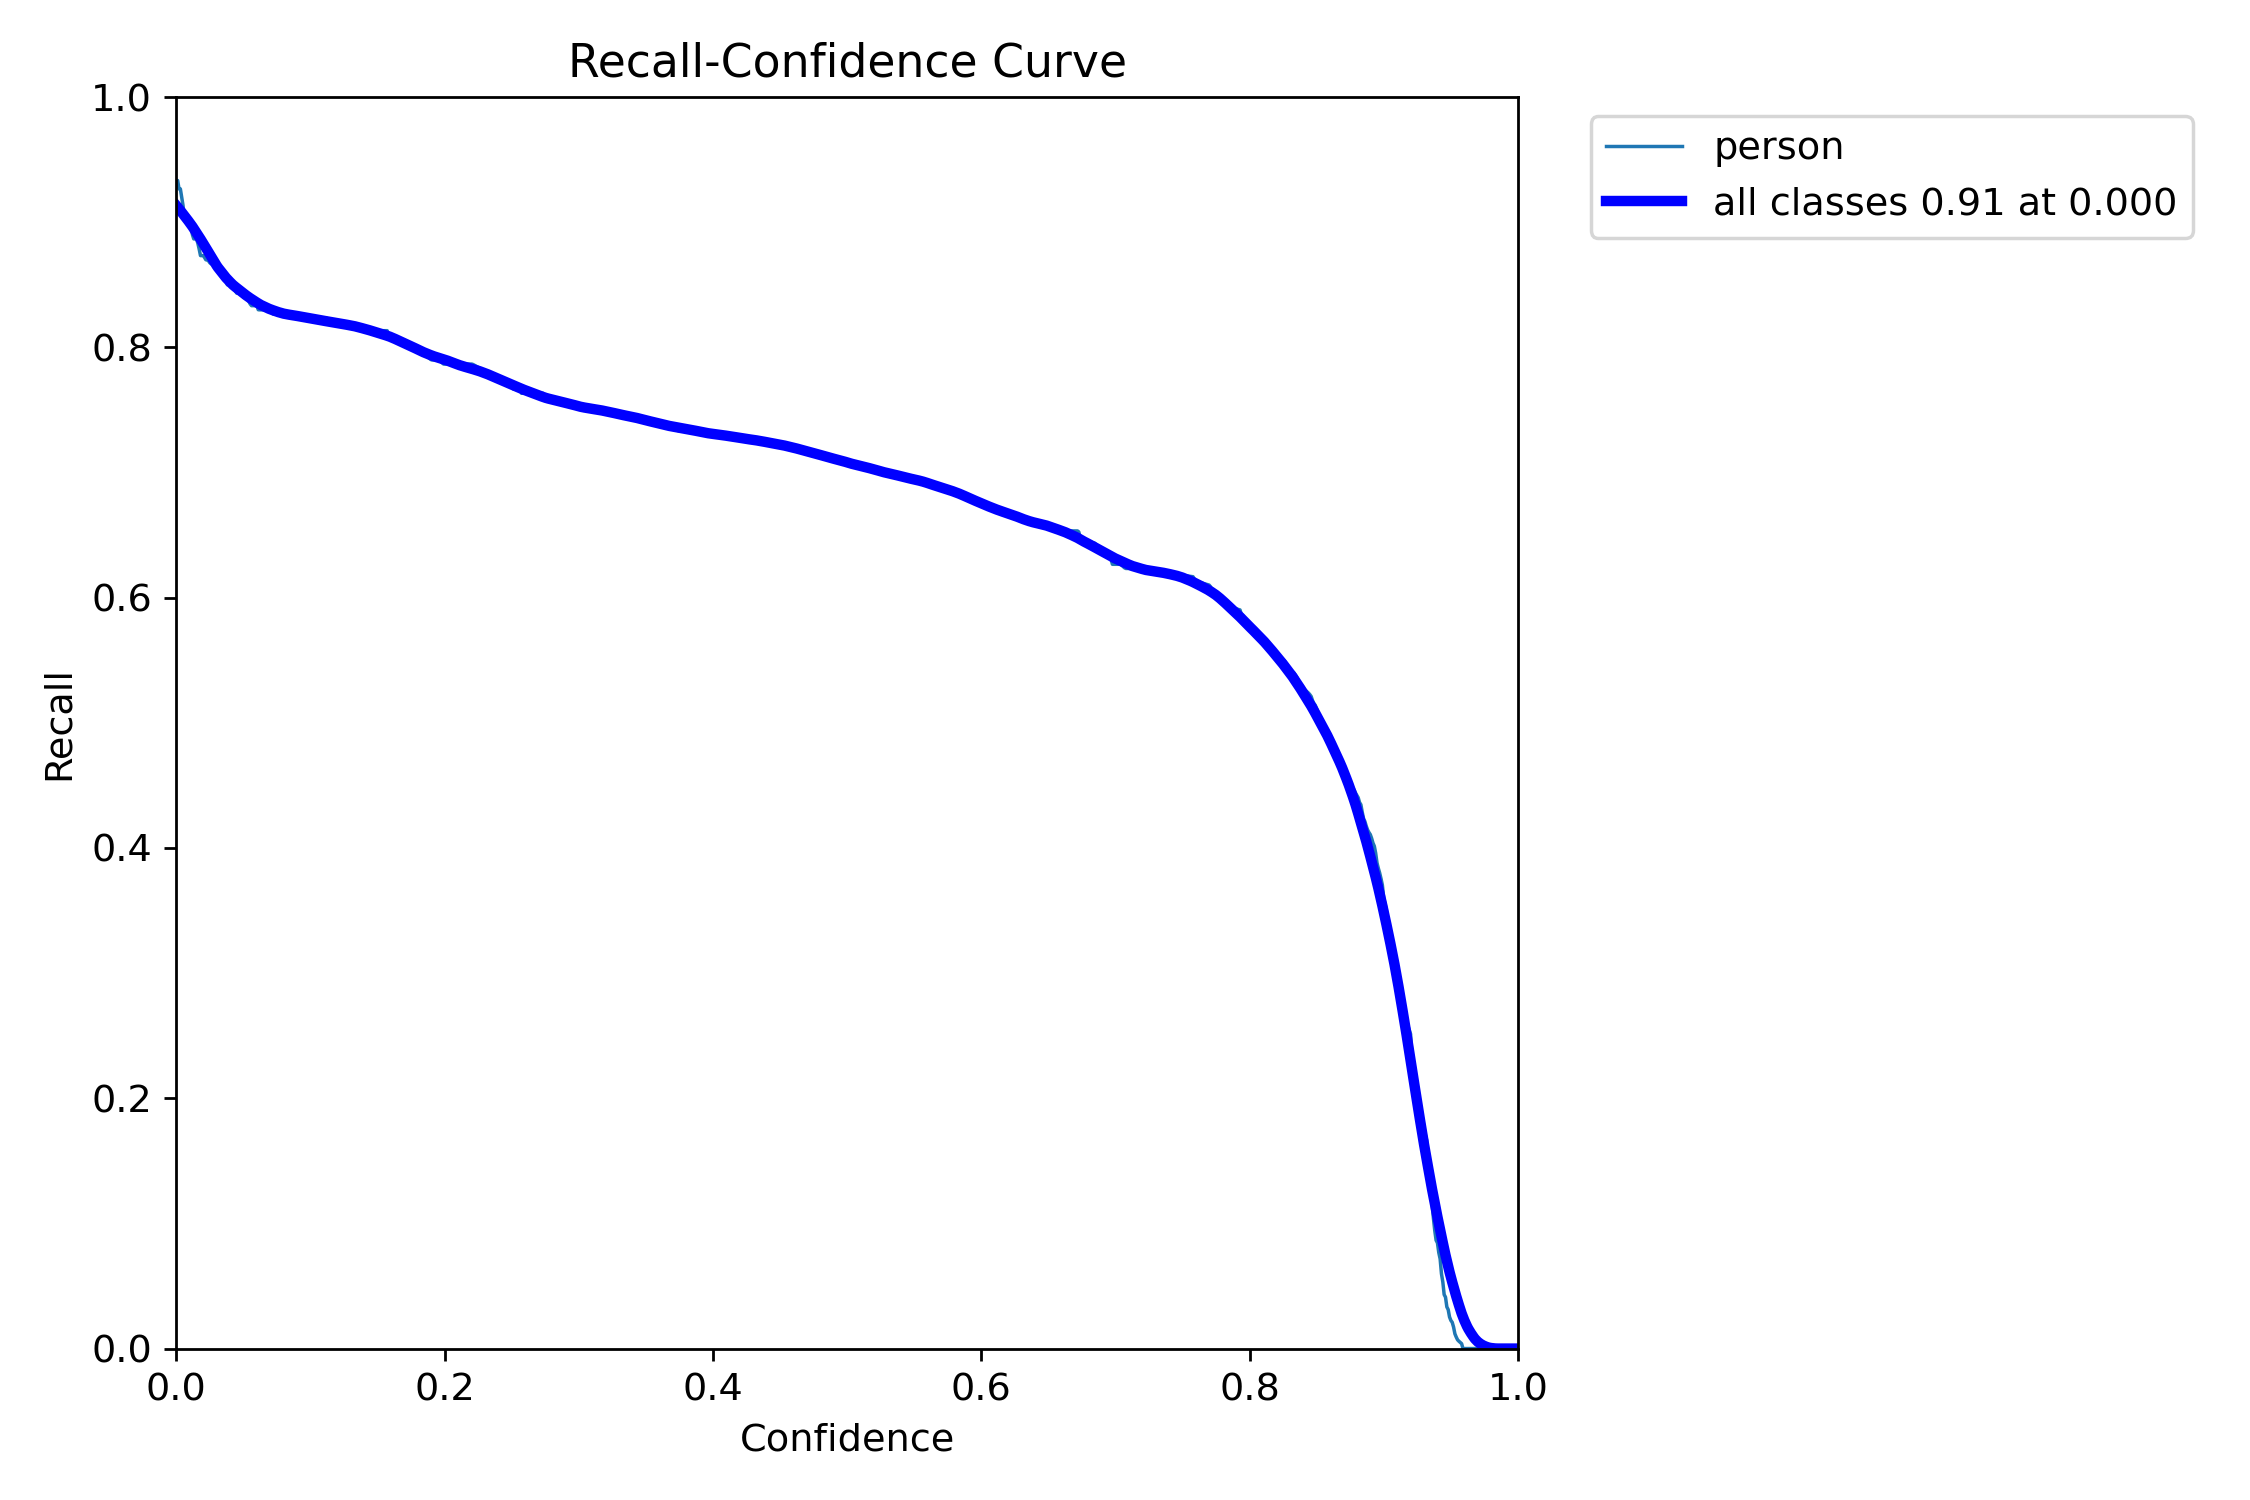 Recall-Confidence Curve
1.0
0.8
0.6
0.4
0.2
0.0
Recall
0.0 0.2 0.4 0.6 0.8 1.0
Confidence
person
all classes 0.91 at 0.000